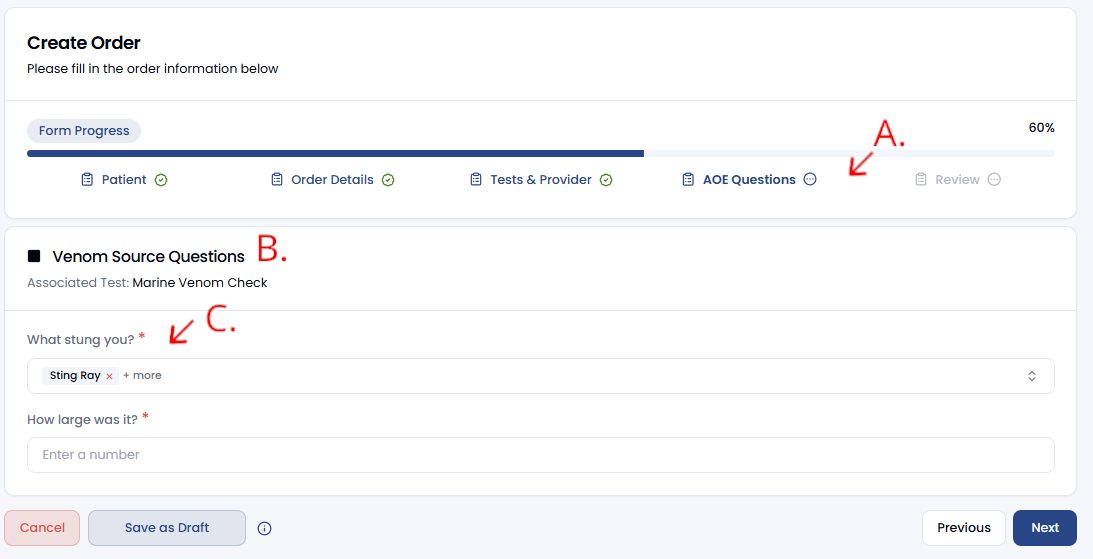 Create Order
Please fill in the order information below
Form Progress
60%
A.
Patient
Order Details
Tests & Provider
AOE Questions
Review
Venom Source Questions
B.
Associated Test: Marine Venom Check
C.
What stung you? *
Sting Ray × + more
How large was it? *
Enter a number
Cancel
Save as Draft
Previous
Next